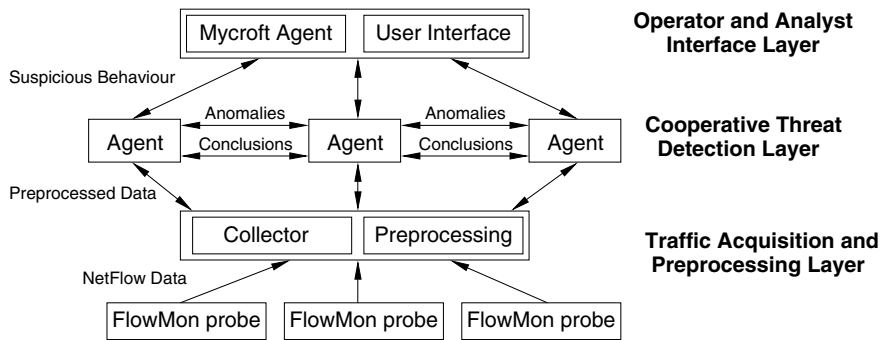 Mycroft Agent
User Interface
Operator and Analyst
Interface Layer
Suspicious Behaviour
Anomalies
Anomalies
Agent
Agent
Agent
Conclusions
Conclusions
Cooperative Threat
Detection Layer
Preprocessed Data
Collector
Preprocessing
Traffic Acquisition and
Preprocessing Layer
NetFlow Data
FlowMon probe
FlowMon probe
FlowMon probe